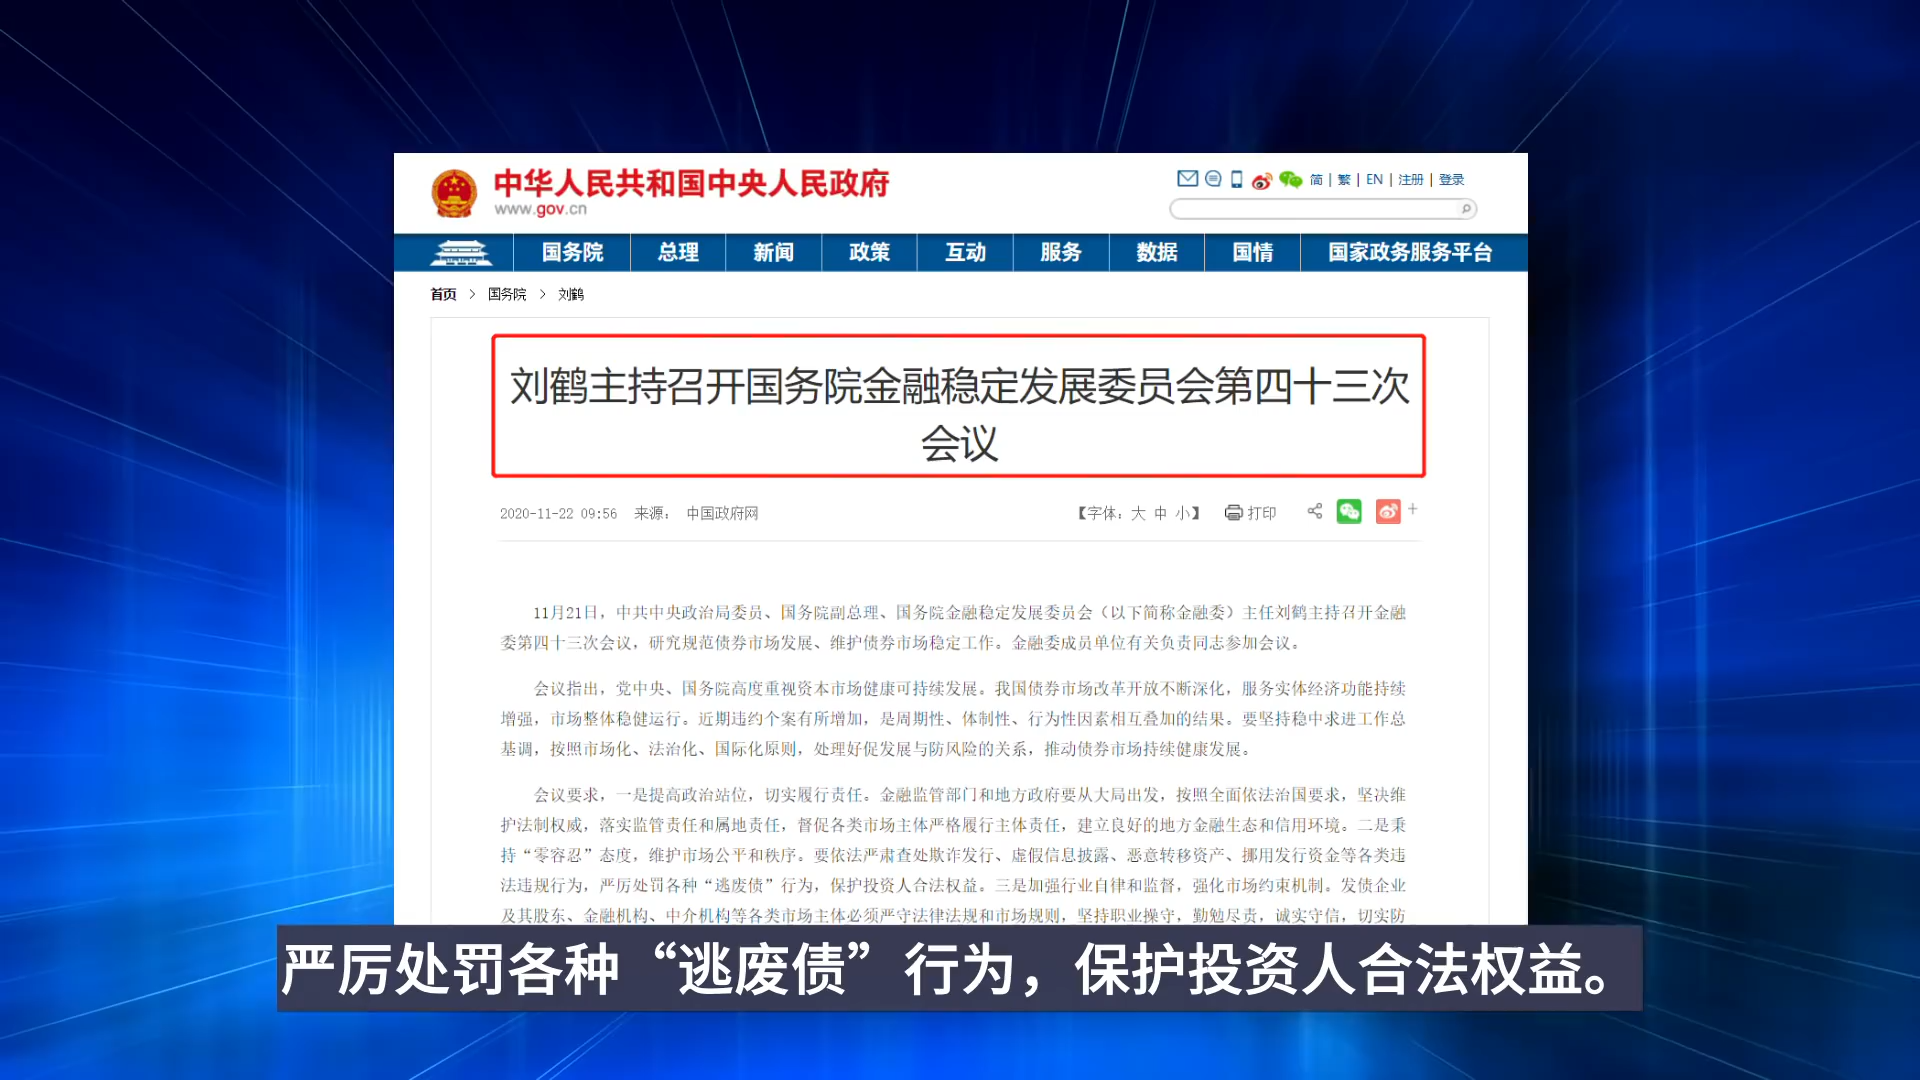 中华人民共和国中央人民政府
www.gov.cn
简 | 繁 | EN | 注册 | 登录
国务院 总理 新闻 政策 互动 服务 数据 国情 国家政务服务平台
首页 > 国务院 > 刘鹤
刘鹤主持召开国务院金融稳定发展委员会第四十三次
会议
2020-11-22 09:56 来源： 中国政府网 【字体：大 中 小】 打印
11月21日，中共中央政治局委员、国务院副总理、国务院金融稳定发展委员会（以下简称金融委）主任刘鹤主持召开金融
委第四十三次会议，研究规范债券市场发展、维护债券市场稳定工作。金融委成员单位有关负责同志参加会议。
会议指出，党中央、国务院高度重视资本市场健康可持续发展。我国债券市场改革开放不断深化，服务实体经济功能持续
增强，市场整体稳健运行。近期违约个案有所增加，是周期性、体制性、行为性因素相互叠加的结果。要坚持稳中求进工作总
基调，按照市场化、法治化、国际化原则，处理好促发展与防风险的关系，推动债券市场持续健康发展。
会议要求，一是提高政治站位，切实履行责任。金融监管部门和地方政府要从大局出发，按照全面依法治国要求，坚决维
护法制权威，落实监管责任和属地责任，督促各类市场主体严格履行主体责任，建立良好的地方金融生态和信用环境。二是秉
持“零容忍”态度，维护市场公平和秩序。要依法严肃查处欺诈发行、虚假信息披露、恶意转移资产、挪用发行资金等各类违
法违规行为，严厉处罚各种“逃废债”行为，保护投资人合法权益。三是加强行业自律和监督，强化市场约束机制。发债企业
及其股东、金融机构、中介机构等各类市场主体必须严守法律法规和市场规则，坚持职业操守，勤勉尽责，诚实守信，切实防
严厉处罚各种“逃废债”行为，保护投资人合法权益。